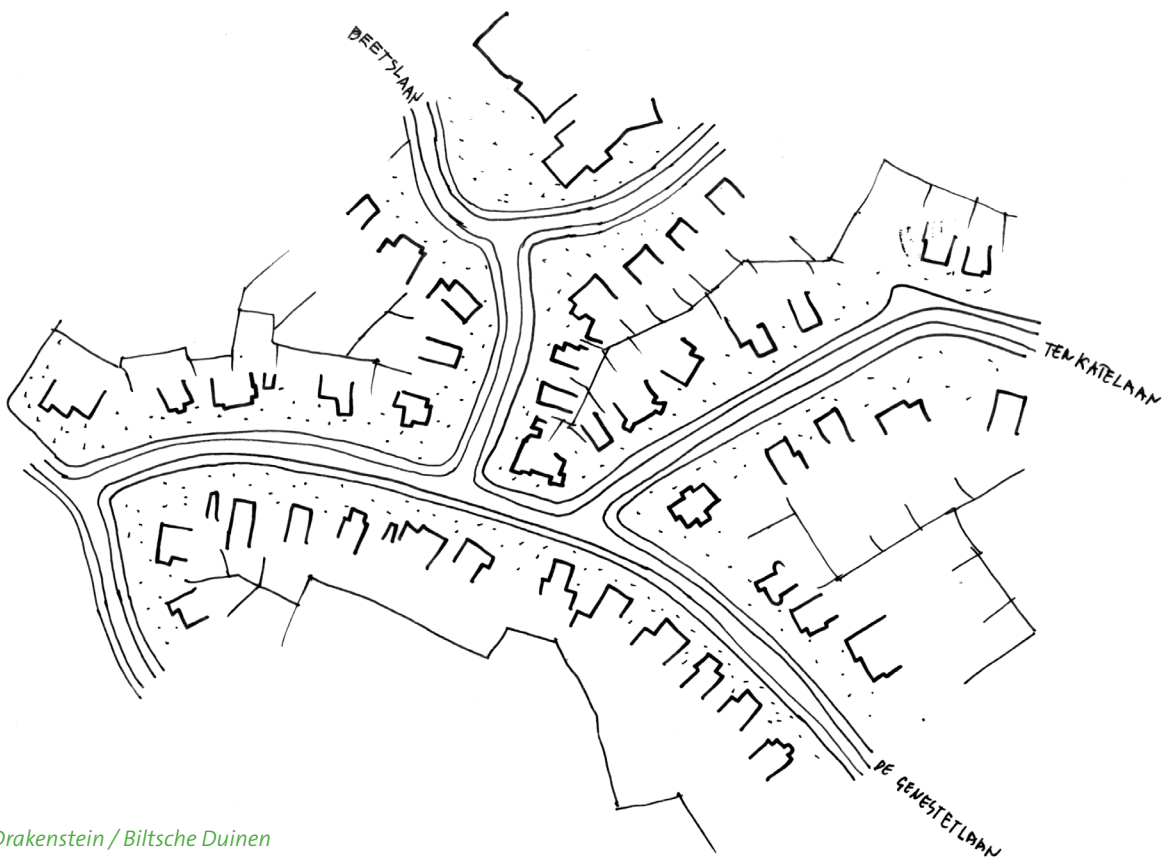 BEETSLAAN
TEN KATELAAN
DE GENESTETLAAN
Drakenstein / Biltsche Duinen